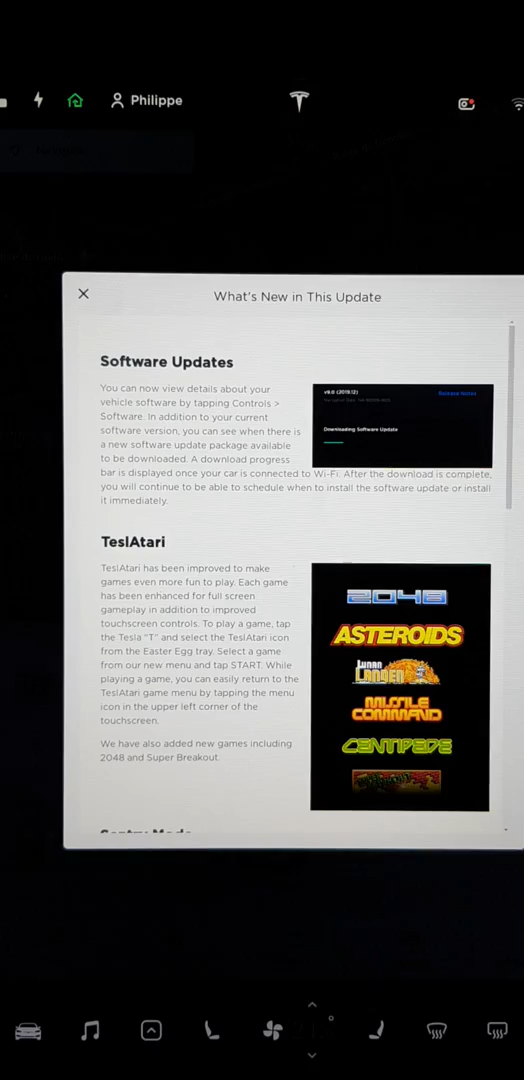 Philippe
What's New in This Update
Software Updates
You can now view details about your
vehicle software by tapping Controls >
Software. In addition to your current
software version, you can see when there is
a new software update package available
to be downloaded. A download progress
bar is displayed once your car is connected to Wi-Fi. After the download is complete,
you will continue to be able to schedule when to install the software update or install
it immediately.
v9.0 (2019.12)
Release Notes
Downloading Software Update
TeslAtari
TeslAtari has been improved to make
games even more fun to play. Each game
has been enhanced for full screen
gameplay in addition to improved
touchscreen controls. To play a game, tap
the Tesla "T" and select the TeslAtari icon
from the Easter Egg tray. Select a game
from our new menu and tap START. While
playing a game, you can easily return to the
TeslAtari game menu by tapping the menu
icon in the upper left corner of the
touchscreen.
We have also added new games including
2048 and Super Breakout.
2048
ASTEROIDS
LUNAR
LANDER
MISSILE
COMMAND
CENTIPEDE